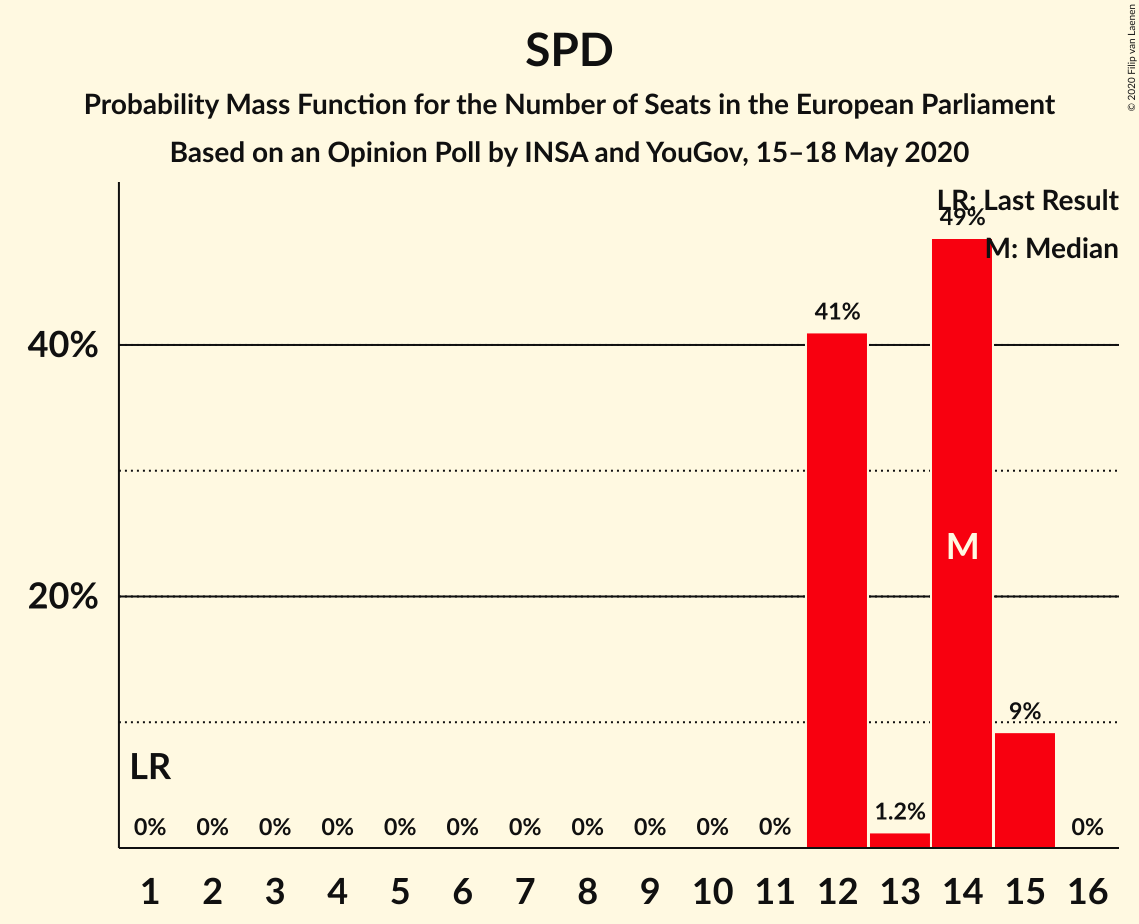 SPD
Probability Mass Function for the Number of Seats in the European Parliament
Based on an Opinion Poll by INSA and YouGov, 15–18 May 2020
© 2020 Filip van Laenen
LR: Last Result
M: Median
49%
41%
40%
M
20%
9%
LR
1.2%
0% 0% 0% 0% 0% 0% 0% 0% 0% 0% 0% 0%
1 2 3 4 5 6 7 8 9 10 11 12 13 14 15 16